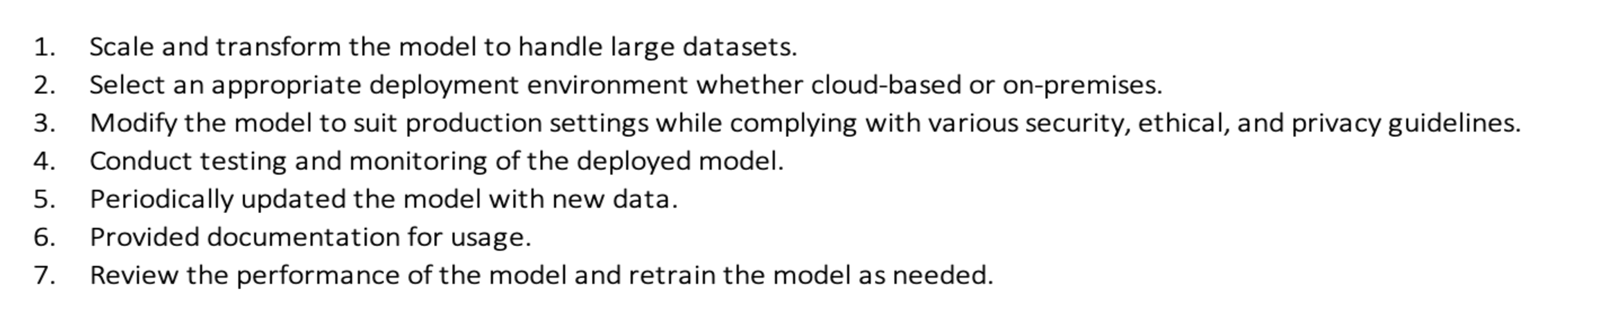 1. Scale and transform the model to handle large datasets.
2. Select an appropriate deployment environment whether cloud-based or on-premises.
3. Modify the model to suit production settings while complying with various security, ethical, and privacy guidelines.
4. Conduct testing and monitoring of the deployed model.
5. Periodically updated the model with new data.
6. Provided documentation for usage.
7. Review the performance of the model and retrain the model as needed.